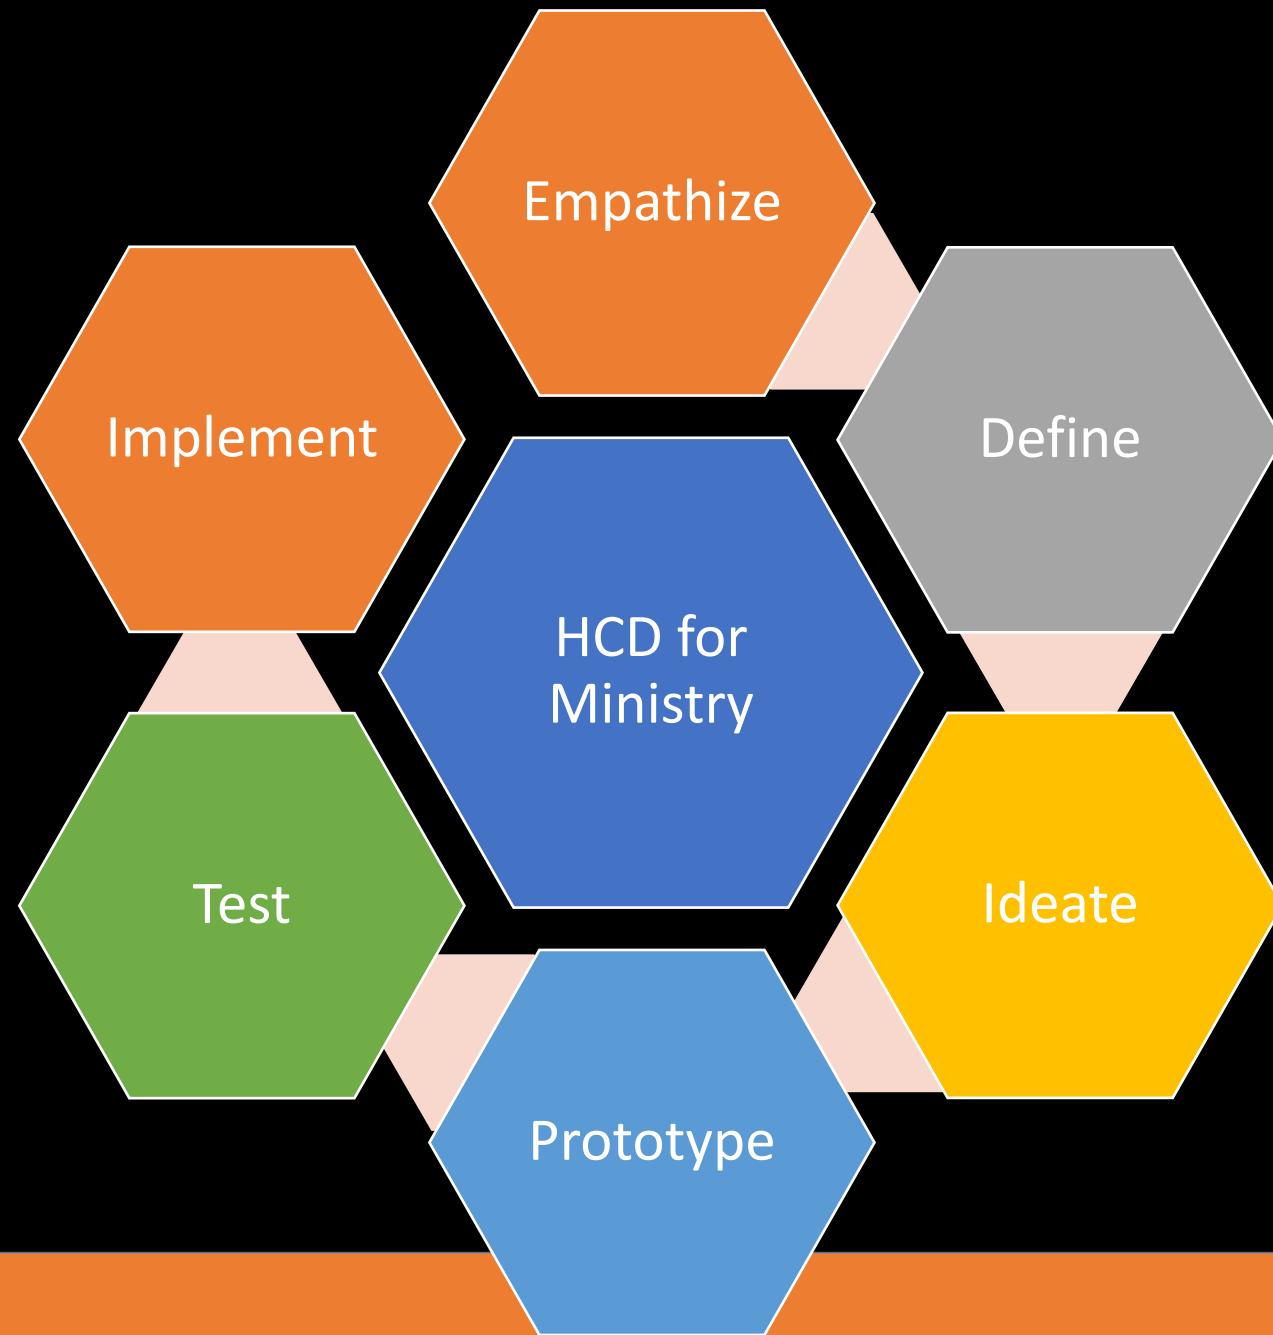 Empathize
Define
Ideate
Prototype
Test
Implement
HCD for
Ministry